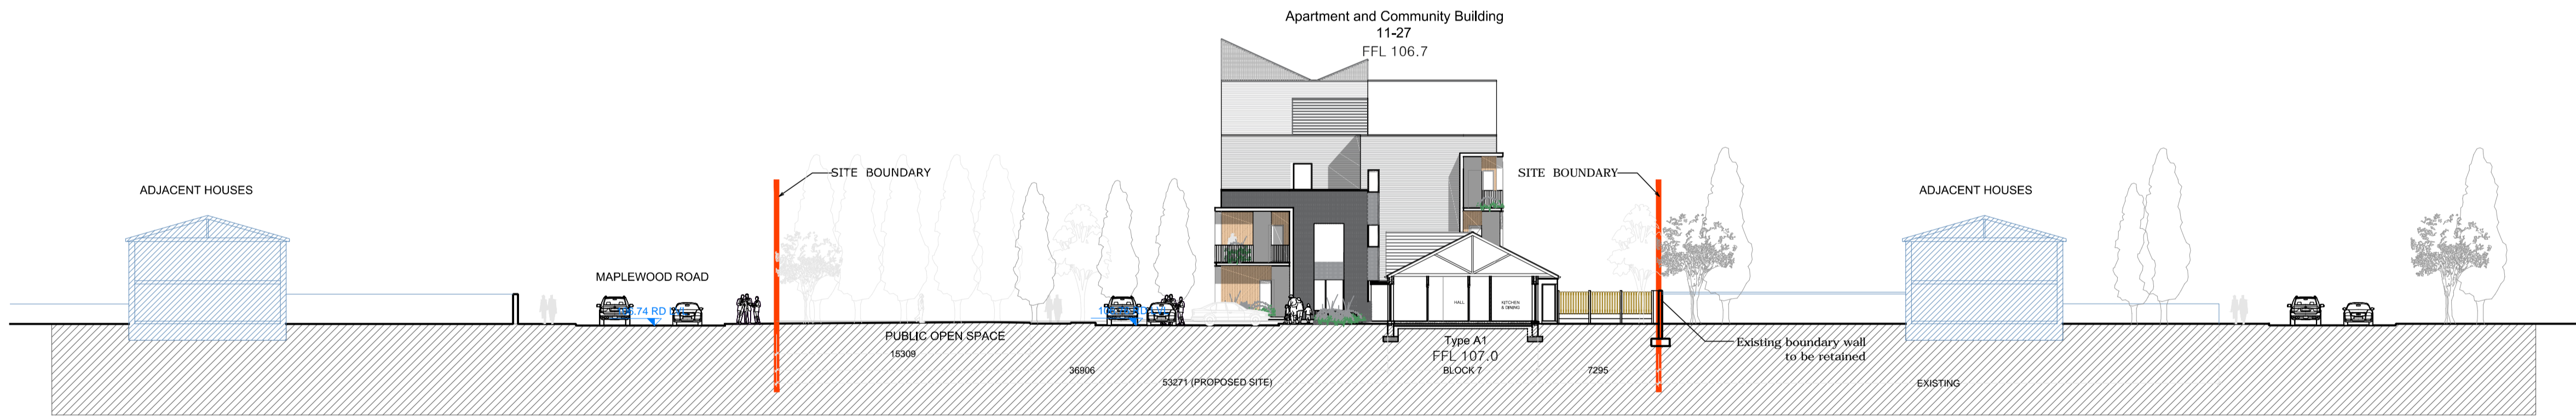 Apartment and Community Building
11-27
FFL 106.7
SITE BOUNDARY
SITE BOUNDARY
ADJACENT HOUSES
ADJACENT HOUSES
MAPLEWOOD ROAD
HALL
KITCHEN
& DINING
.74 RD
PUBLIC OPEN SPACE
15309
Type A1
FFL 107.0
BLOCK 7
Existing boundary wall
to be retained
36906
7295
53271 (PROPOSED SITE)
EXISTING